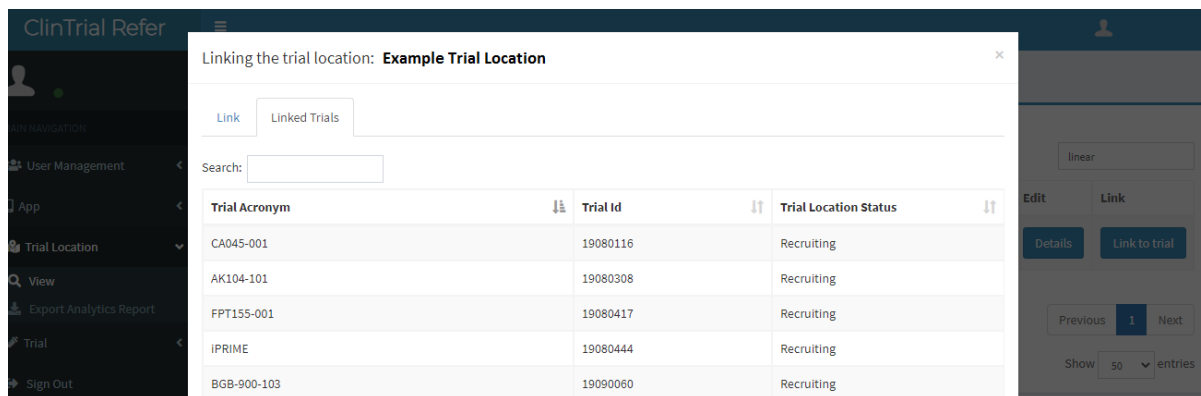 ClinTrial Refer
Linking the trial location: Example Trial Location ×
Link Linked Trials
MAIN NAVIGATION
User Management
App
Trial Location
View
Export Analytics Report
Trial
Sign Out
Search:
Trial Acronym Trial Id Trial Location Status
CA045-001 19080116 Recruiting
AK104-101 19080308 Recruiting
FPT155-001 19080417 Recruiting
iPRIME 19080444 Recruiting
BGB-900-103 19090060 Recruiting
linear
Edit Link
Details Link to trial
Previous 1 Next
Show 50 entries